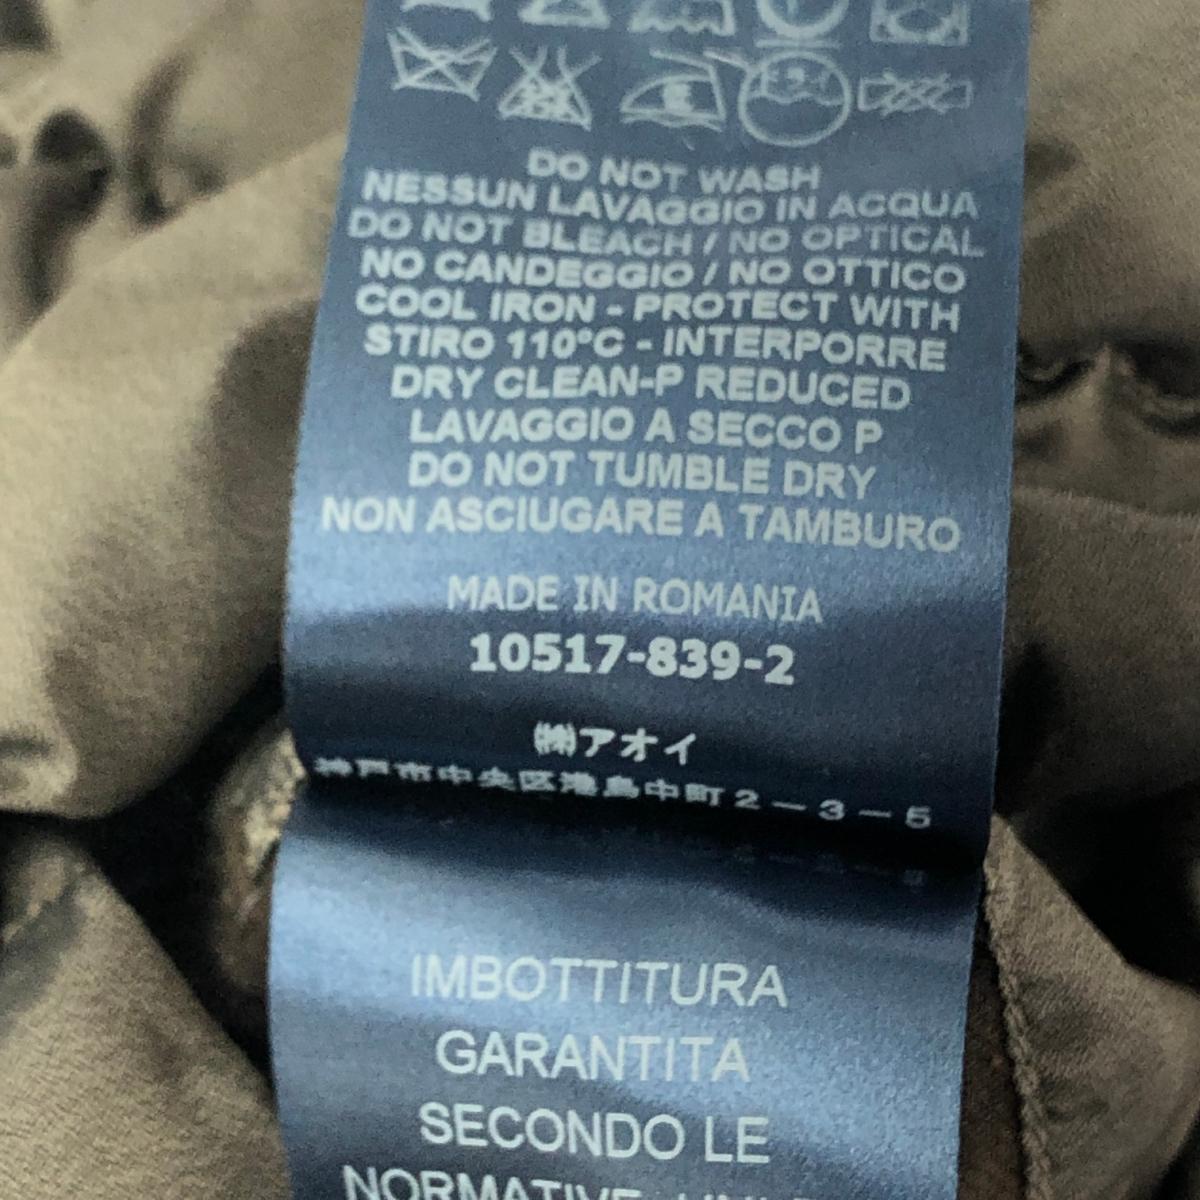 DO NOT WASH
NESSUN LAVAGGIO IN ACQUA
DO NOT BLEACH / NO OPTICAL
NO CANDEGGIO / NO OTTICO
COOL IRON - PROTECT WITH
STIRO 110°C - INTERPORRE
DRY CLEAN-P REDUCED
LAVAGGIO A SECCO P
DO NOT TUMBLE DRY
NON ASCIUGARE A TAMBURO
MADE IN ROMANIA
10517-839-2
㈱アオイ
神戸市中央区港島中町2-3-5
IMBOTTITURA
GARANTITA
SECONDO LE
NORMATIVE